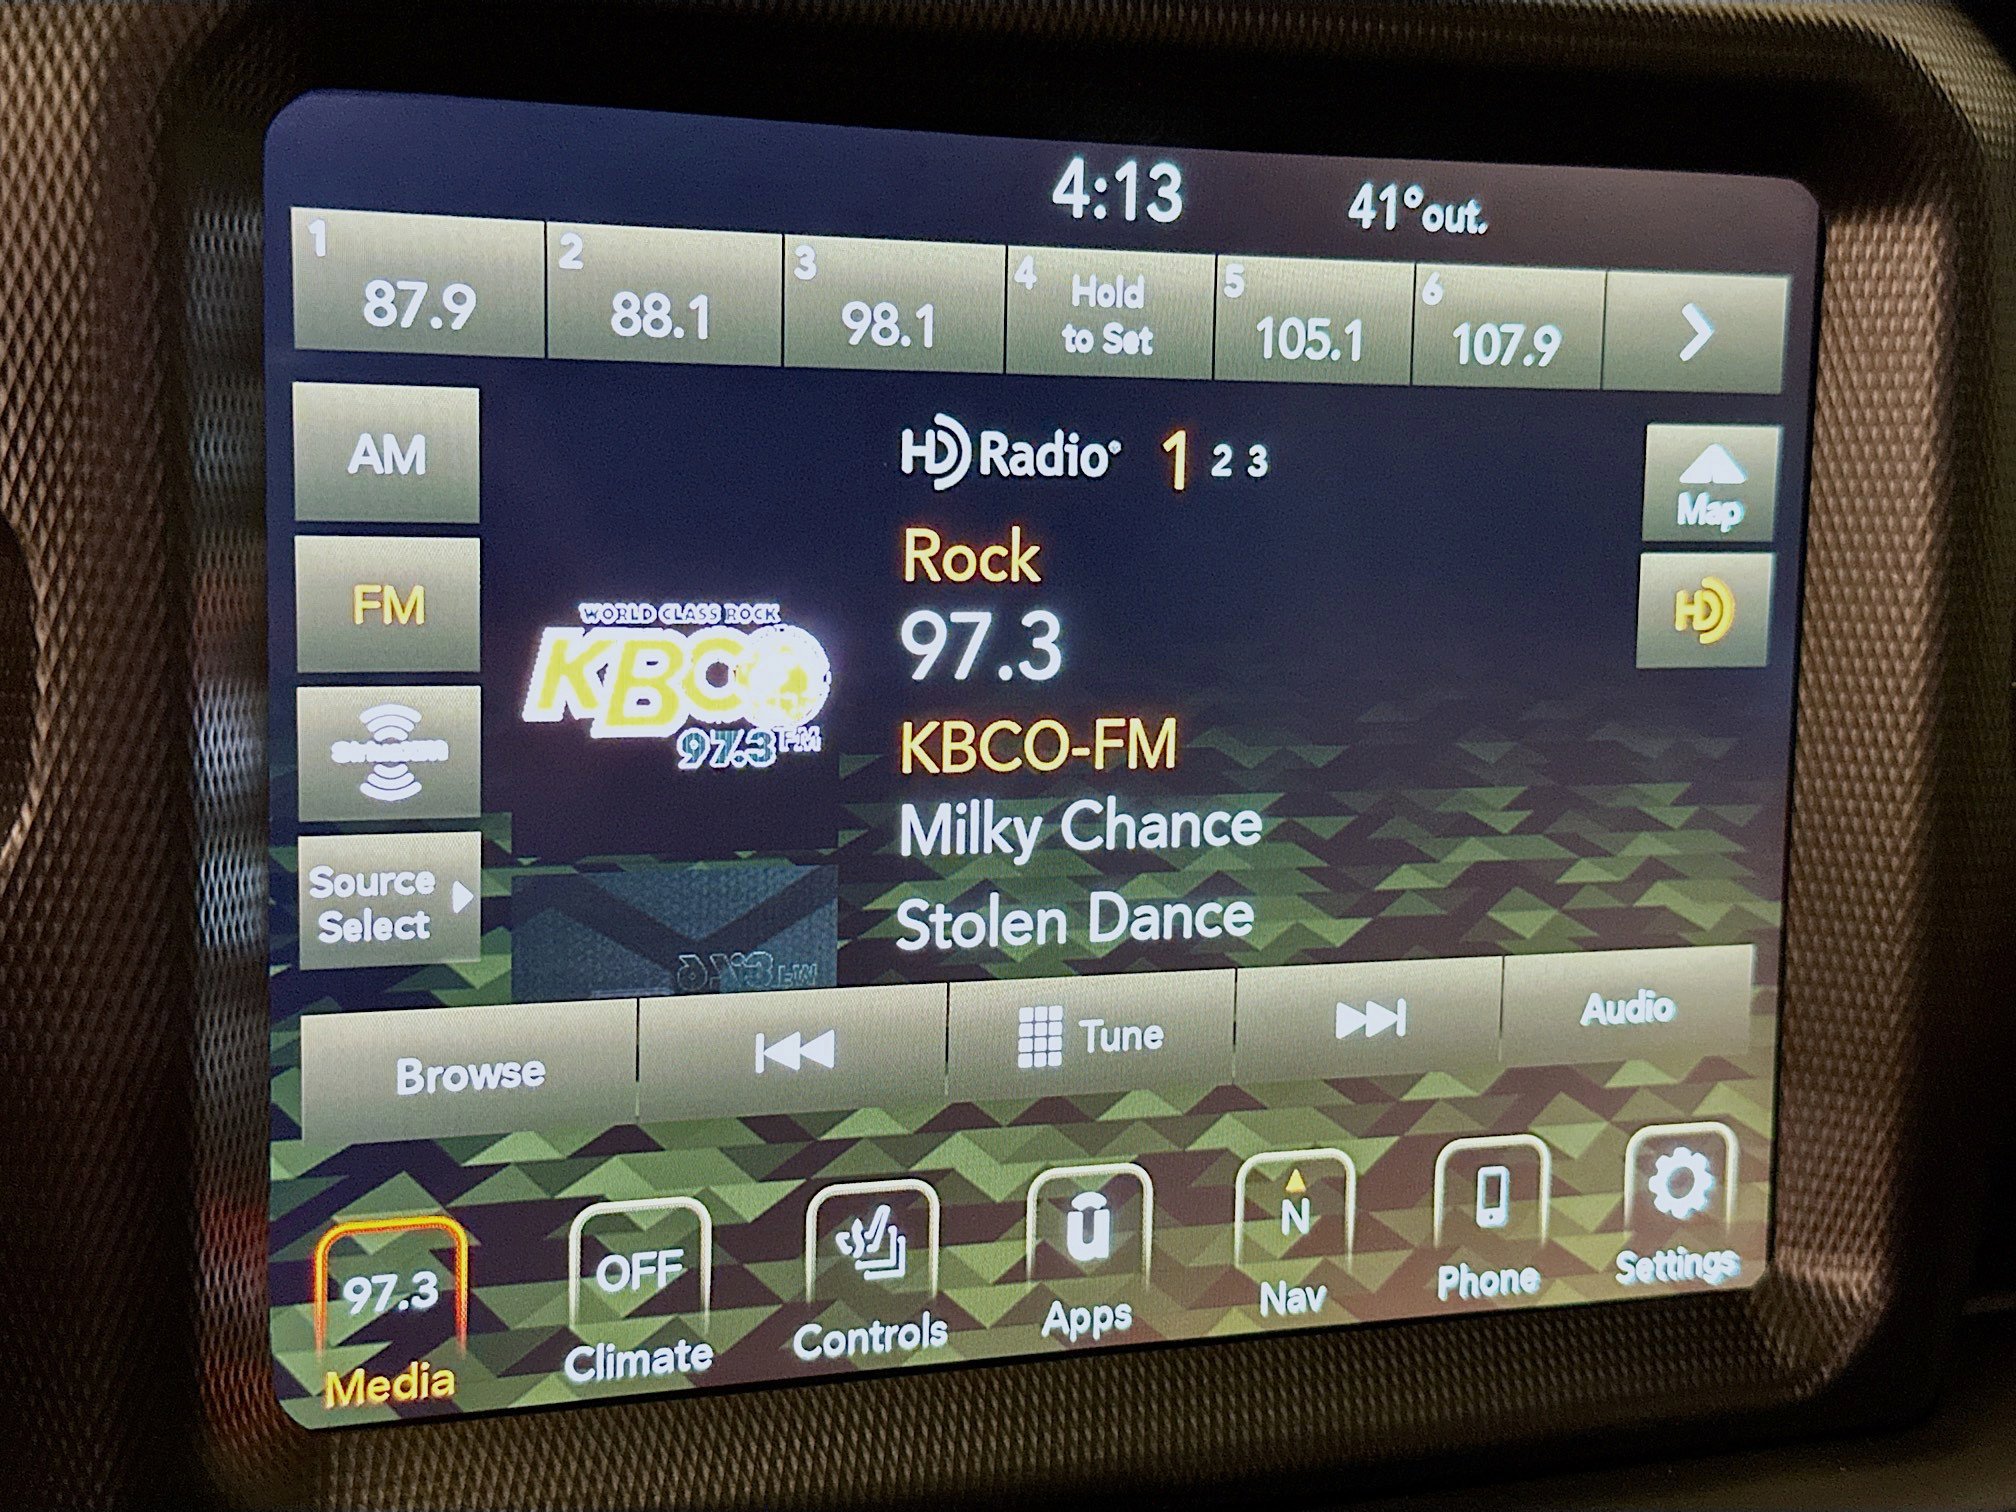 4:13
41°out.
1
87.9
2
88.1
3
98.1
4
Hold
to Set
5
105.1
6
107.9
AM
FM
SiriusXM
Source
Select
HD Radio
1 2 3
Rock
97.3
KBCO-FM
Milky Chance
Stolen Dance
WORLD CLASS ROCK
KBCO
97.3 FM
Map
HD
Browse
Tune
Audio
97.3
Media
OFF
Climate
Controls
u
Apps
N
Nav
Phone
Settings